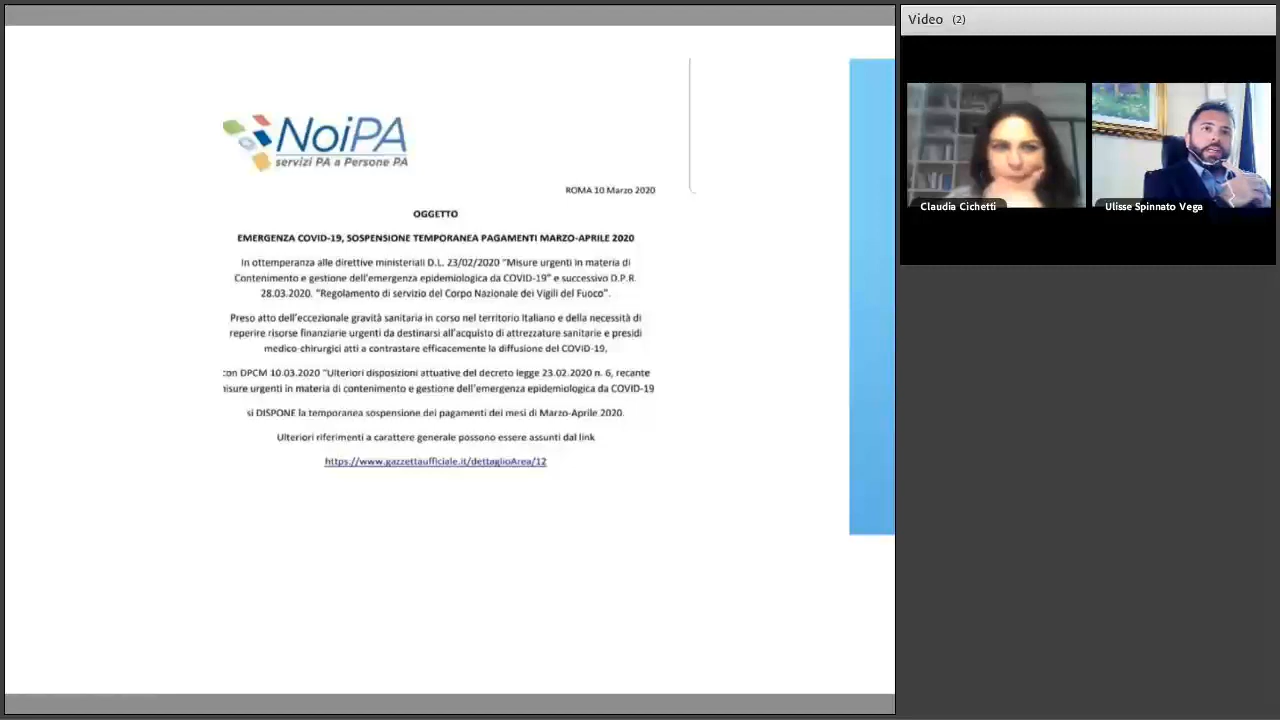 Video (2)
NoiPA
servizi PA a Persone PA
ROMA 10 Marzo 2020
OGGETTO
EMERGENZA COVID-19, SOSPENSIONE TEMPORANEA PAGAMENTI MARZO-APRILE 2020
In ottemperanza alle direttive ministeriali D.L. 23/02/2020 "Misure urgenti in materia di
Contenimento e gestione dell'emergenza epidemiologica da COVID-19" e successivo D.P.R.
28.03.2020. "Regolamento di servizio del Corpo Nazionale dei Vigili del Fuoco".
Preso atto dell'eccezionale gravità sanitaria in corso nel territorio Italiano e della necessità di
reperire risorse finanziarie urgenti da destinarsi all'acquisto di attrezzature sanitarie e presidi
medico-chirurgici atti a contrastare efficacemente la diffusione del COVID-19,
con DPCM 10.03.2020 "Ulteriori disposizioni attuative del decreto legge 23.02.2020 n. 6, recante
misure urgenti in materia di contenimento e gestione dell'emergenza epidemiologica da COVID-19
si DISPONE la temporanea sospensione dei pagamenti dei mesi di Marzo-Aprile 2020.
Ulteriori riferimenti a carattere generale possono essere assunti dal link
https://www.gazzettaufficiale.it/dettaglioArea/12
Claudia Cichetti
Ulisse Spinnato Vega